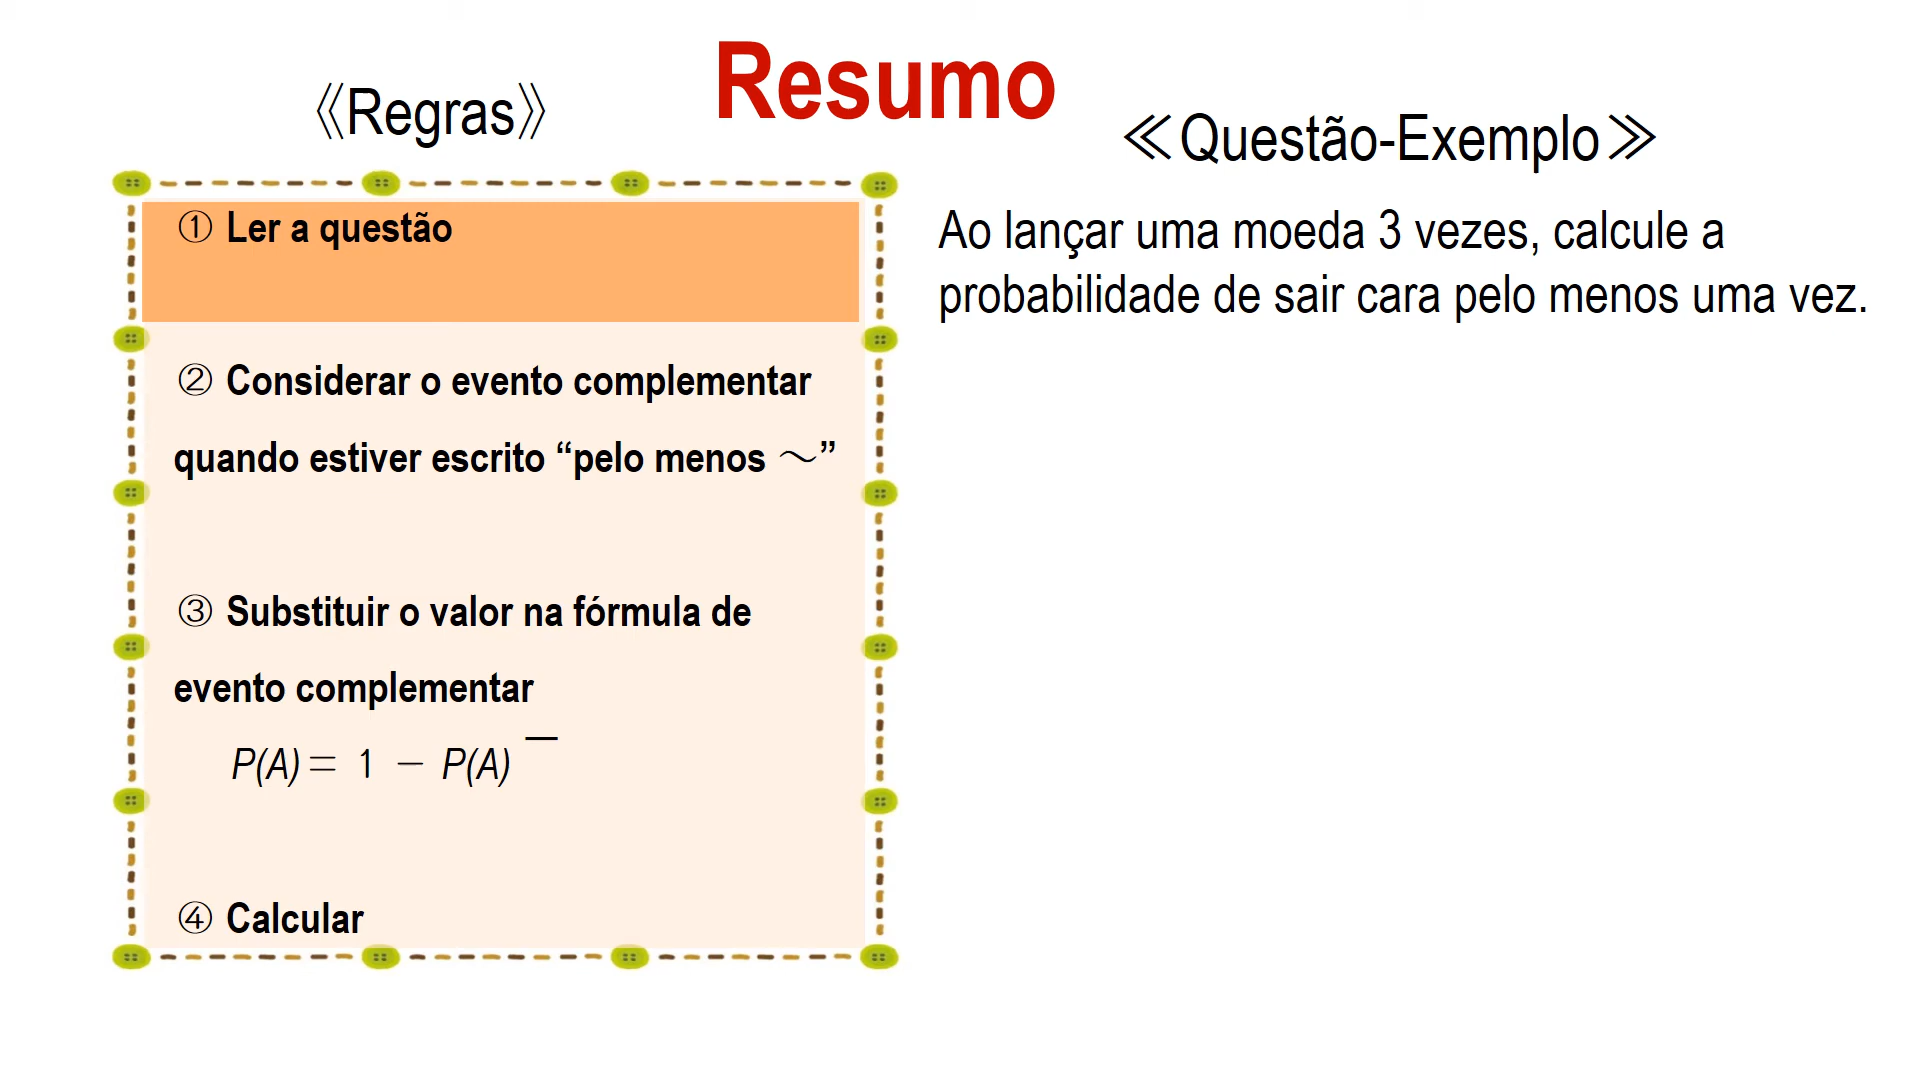 Resumo
《Regras》
① Ler a questão
② Considerar o evento complementar
quando estiver escrito “pelo menos ～”
③ Substituir o valor na fórmula de
evento complementar
P(A)＝ 1 − P(A) ‾
④ Calcular
≪Questão-Exemplo≫
Ao lançar uma moeda 3 vezes, calcule a
probabilidade de sair cara pelo menos uma vez.